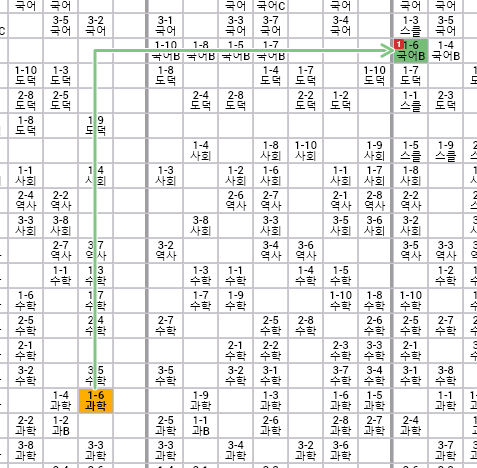 국어 국어 국어 국어C 국어 국어 국어
3-5 3-2 3-1 3-3 3-7 3-4 1-3 3-5
C 국어 국어 국어 국어 국어 국어 스클 국어
1-10 1-8 1-5 1-7 1 1-6 1-4
국어B 국어B 국어B 국어B 국어B 국어B
1-10 1-3 1-8 1-4 1-7 1-10 1-7
도덕 도덕 도덕 도덕 도덕 도덕 도덕
2-8 2-5 2-4 2-8 2-2 1-2 1-1 2-3
도덕 도덕 도덕 도덕 도덕 도덕 스클 도덕
1-8 1-9
도덕 도덕
1-4 1-8 1-10 1-9 1-5 1-9
사회 사회 사회 사회 스클 스클
1-1 1-4 1-3 1-2 1-6 1-1 1-7 1-8
사회 사회 사회 사회 사회 사회 사회 사회
2-4 2-2 2-6 2-7 2-1 2-8 2-2
역사 역사 역사 역사 역사 역사 역사
3-3 3-8 3-8 3-3 3-5 3-6 3-2
사회 사회 사회 사회 사회 사회 사회
2-7 3-7 3-2 3-4 3-6 3-5 3-3
역사 역사 역사 역사 역사 역사 역사
1-1 1-3 1-3 1-1 1-4 1-5 1-2
수학 수학 수학 수학 수학 수학 수학
1-6 1-7 1-7 1-9 1-10 1-8 1-10
수학 수학 수학 수학 수학 수학 수학
2-5 2-3 2-4 2-7 2-5 2-8 2-6 2-5 2-7
수학 수학 수학 수학 수학 수학 수학 수학 수학
2-1 2-1 2-2 2-3 3-3 2-1
수학 수학 수학 수학 수학 수학
3-2 3-5 3-5 3-2 3-1 3-7 3-4 3-1 3-8
수학 수학 수학 수학 수학 수학 수학 수학 수학
1-4 1-6 1-9 1-3 1-6 1-5 1-1
과학 과학 과학 과학 과학 과학 과학
2-2 1-2 2-5 1-1 2-6 2-8 2-7 2-4
과학 과B 과학 과B 과학 과학 과학 과학
3-8 3-3 3-3 3-4 3-2 3-6 3-7
과학 과학 과학 과학 과학 과학 과학